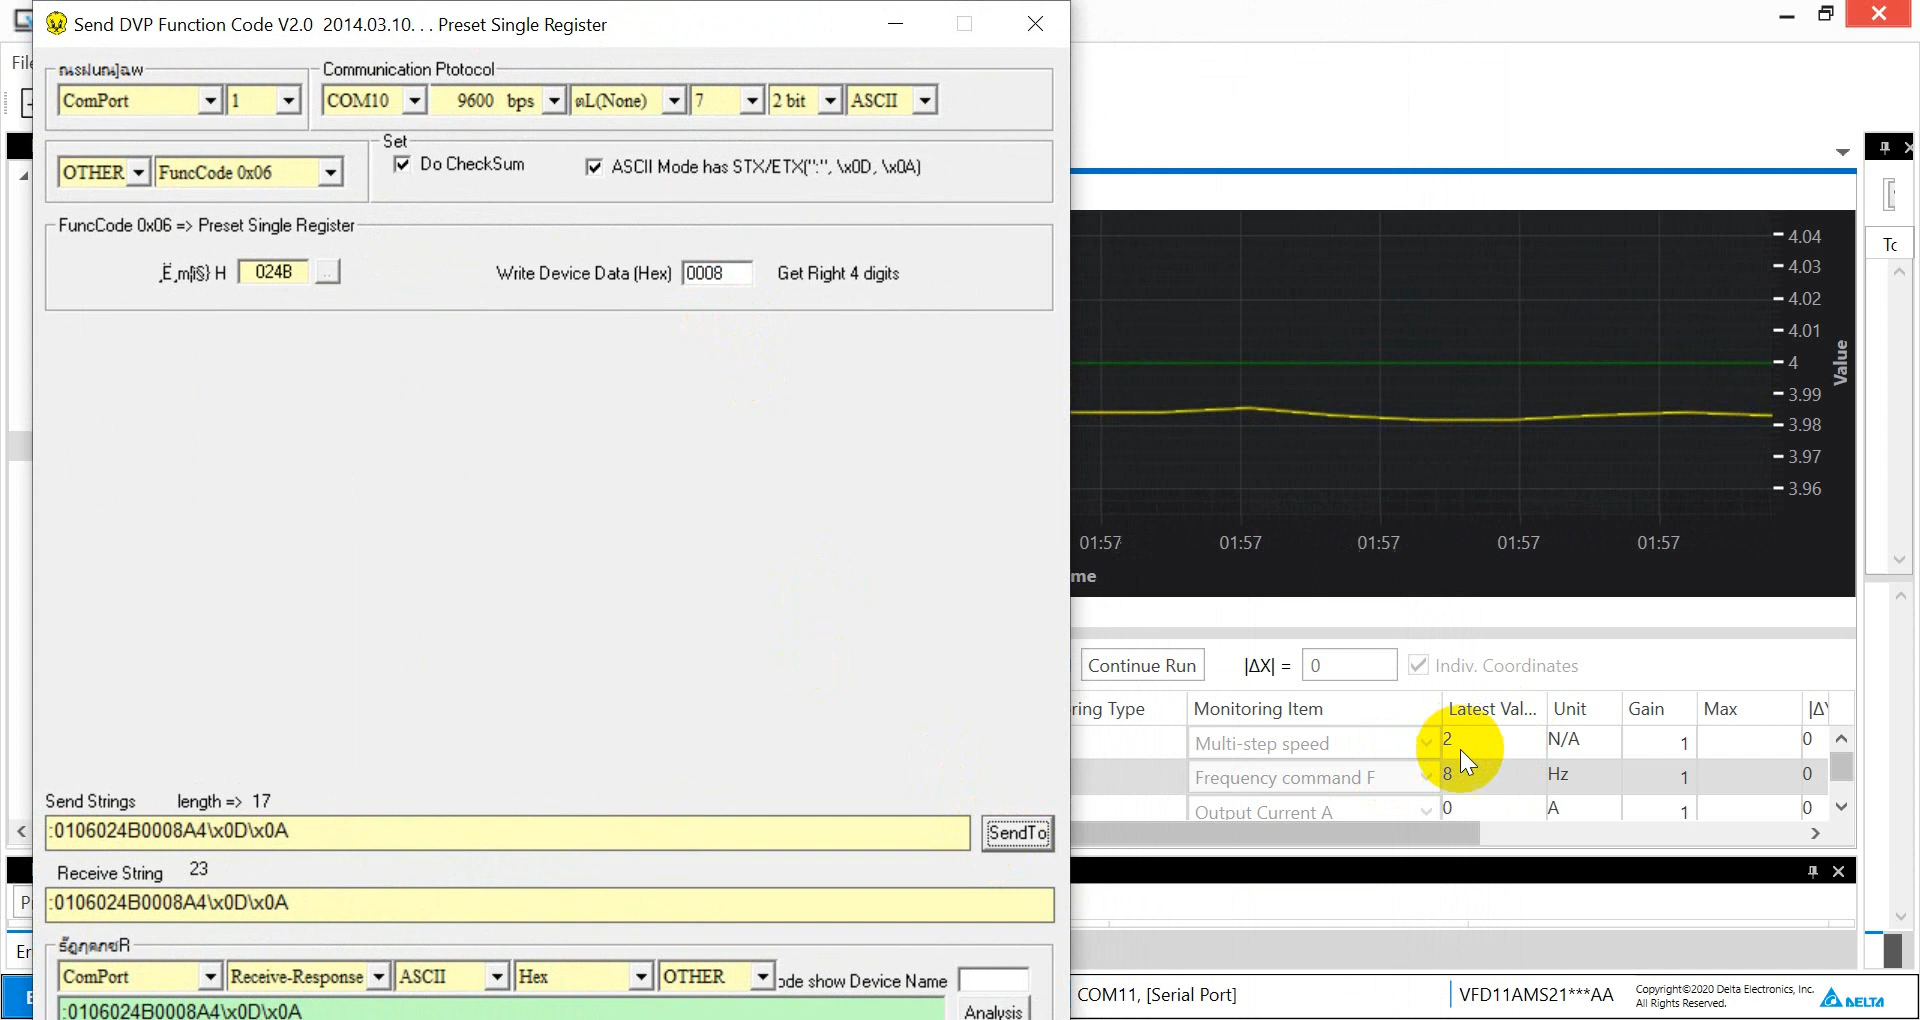 Send DVP Function Code V2.0 2014.03.10. . . Preset Single Register
File
Communication Ptotocol
ComPort 1 COM10 9600 bps ดL(None) 7 2 bit ASCII
Set
OTHER FuncCode 0x06
Do CheckSum
ASCII Mode has STX/ETX(":", \x0D, \x0A)
FuncCode 0x06 => Preset Single Register
H 024B ..
Write Device Data (Hex) 0008 Get Right 4 digits
4.04
4.03
4.02
4.01
4
3.99
3.98
3.97
3.96
Value
01:57 01:57 01:57 01:57 01:57
me
Continue Run |ΔX| = 0 Indiv. Coordinates
ring Type Monitoring Item Latest Val... Unit Gain Max
Multi-step speed 2 N/A 1 0
Frequency command F 8 Hz 1 0
Output Current A 0 A 1 0
Send Strings length => 17
:0106024B0008A4\x0D\x0A SendTo
Receive String 23
:0106024B0008A4\x0D\x0A
ComPort Receive-Response ASCII Hex OTHER ode show Device Name
:0106024B0008A4\x0D\x0A Analysis
COM11, [Serial Port] VFD11AMS21***AA
Copyright©2020 Delta Electronics, Inc.
All Rights Reserved.
DELTA